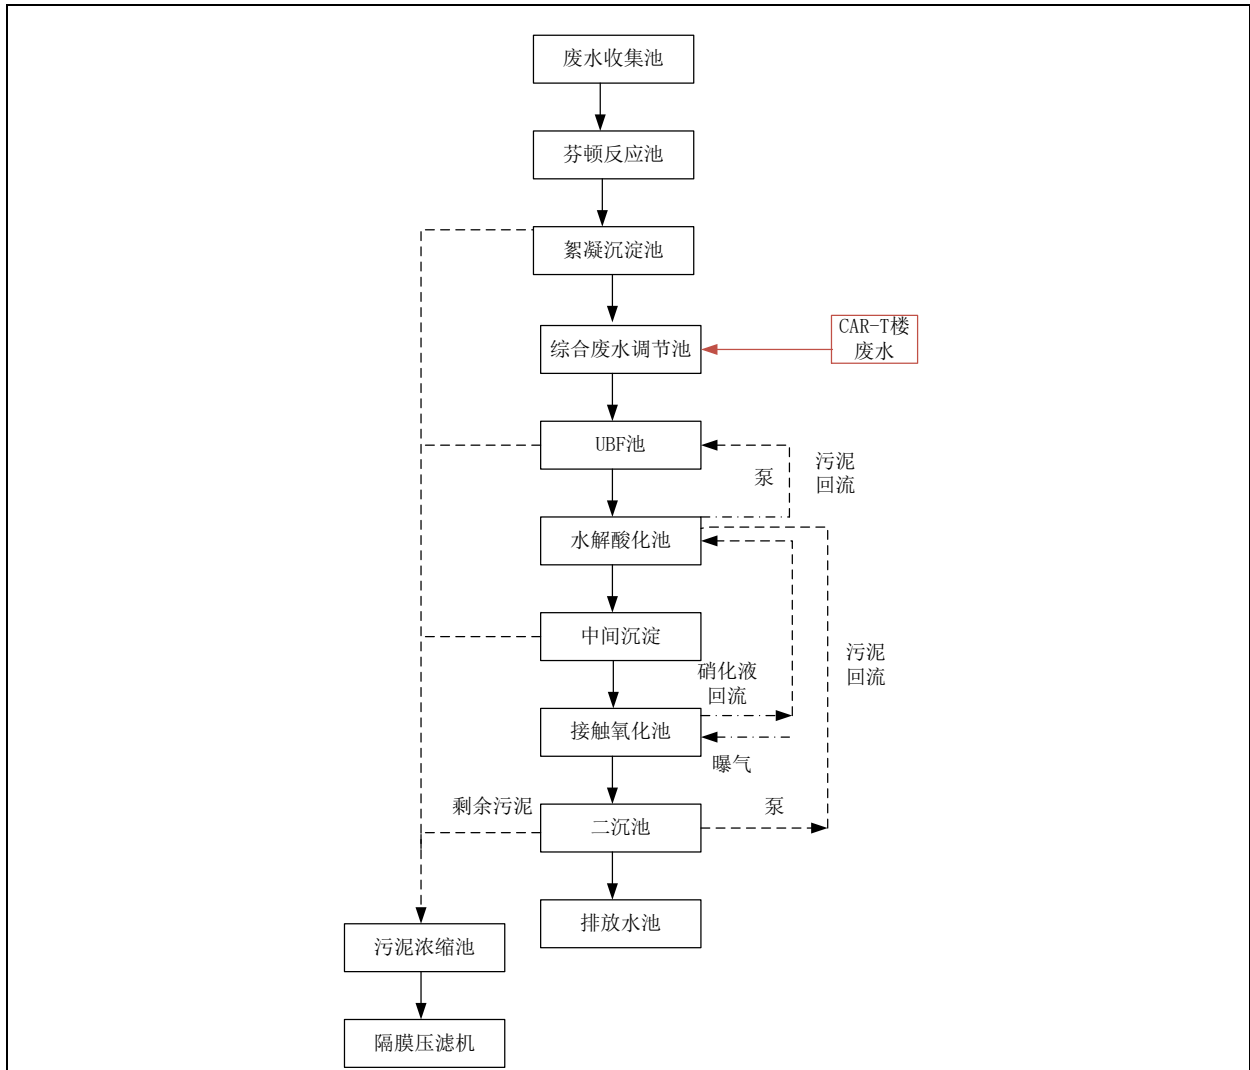 废水收集池
芬顿反应池
絮凝沉淀池
CAR-T楼
废水
综合废水调节池
UBF池
污泥
回流
泵
水解酸化池
中间沉淀
污泥
回流
硝化液
回流
接触氧化池
曝气
剩余污泥
泵
二沉池
排放水池
污泥浓缩池
隔膜压滤机